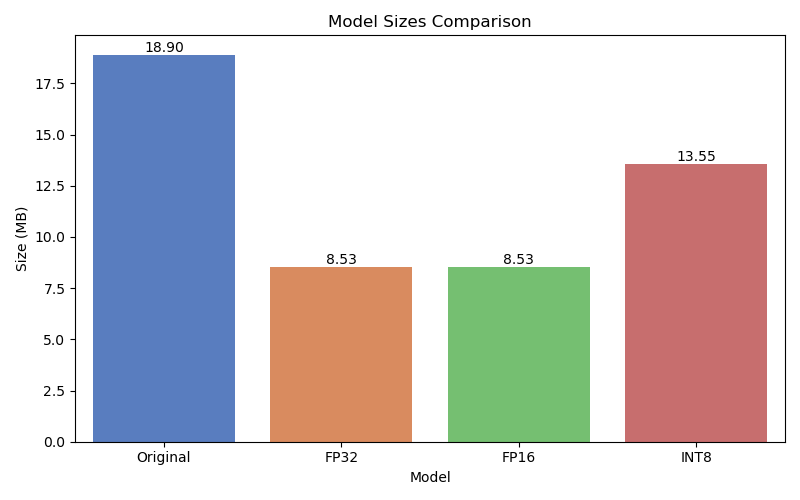 Model Sizes Comparison
18.90
17.5
15.0
13.55
12.5
Size (MB)
10.0
8.53
8.53
7.5
5.0
2.5
0.0
Original
FP32
FP16
INT8
Model